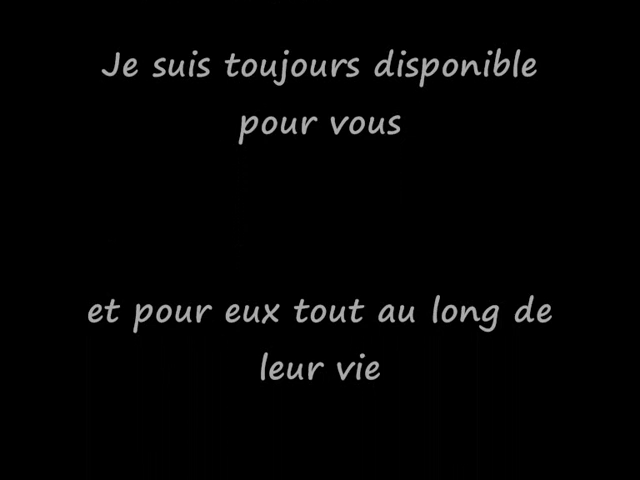 Je suis toujours disponible
pour vous
et pour eux tout au long de
leur vie